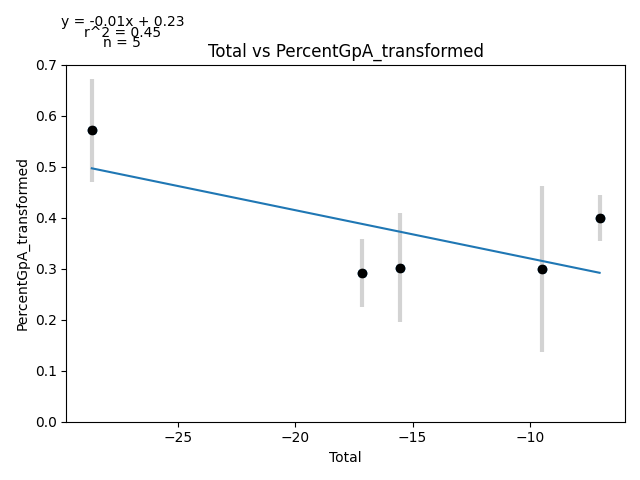 y = -0.01x + 0.23
r^2 = 0.45
n = 5
Total vs PercentGpA_transformed
PercentGpA_transformed
0.7
0.6
0.5
0.4
0.3
0.2
0.1
0.0
−25
−20
−15
−10
Total